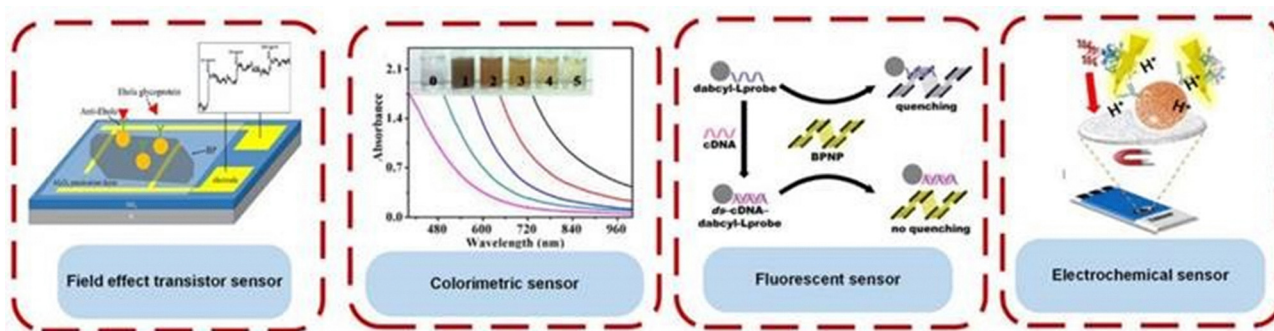 Ebola glycoprotein
Anti-Ebola
BP
electrode
Field effect transistor sensor
2.1
1.4
0.7
0.0
Absorbance
0 1 2 3 4 5
480 600 720 840 960
Wavelength (nm)
Colorimetric sensor
dabcyl-Lprobe
quenching
cDNA
BPNP
ds-cDNA-
dabcyl-Lprobe
no quenching
Fluorescent sensor
H⁺
H⁺
H⁺
H⁺
Electrochemical sensor